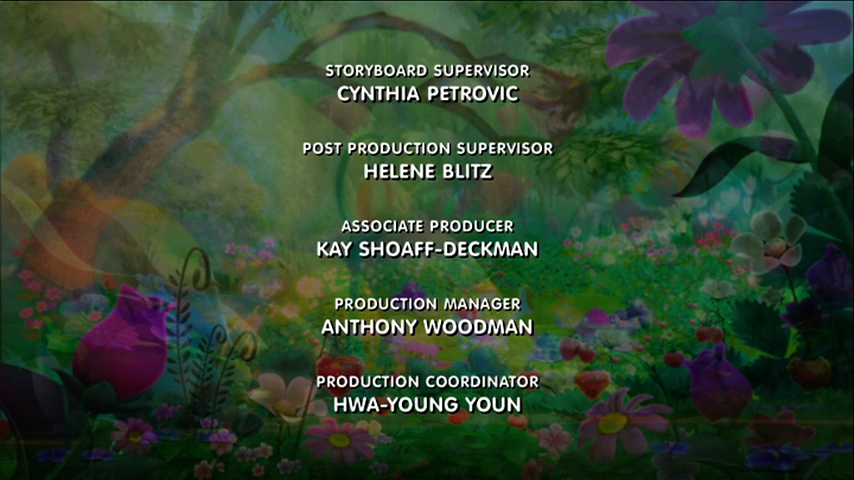 STORYBOARD SUPERVISOR
CYNTHIA PETROVIC
POST PRODUCTION SUPERVISOR
HELENE BLITZ
ASSOCIATE PRODUCER
KAY SHOAFF-DECKMAN
PRODUCTION MANAGER
ANTHONY WOODMAN
PRODUCTION COORDINATOR
HWA-YOUNG YOUN